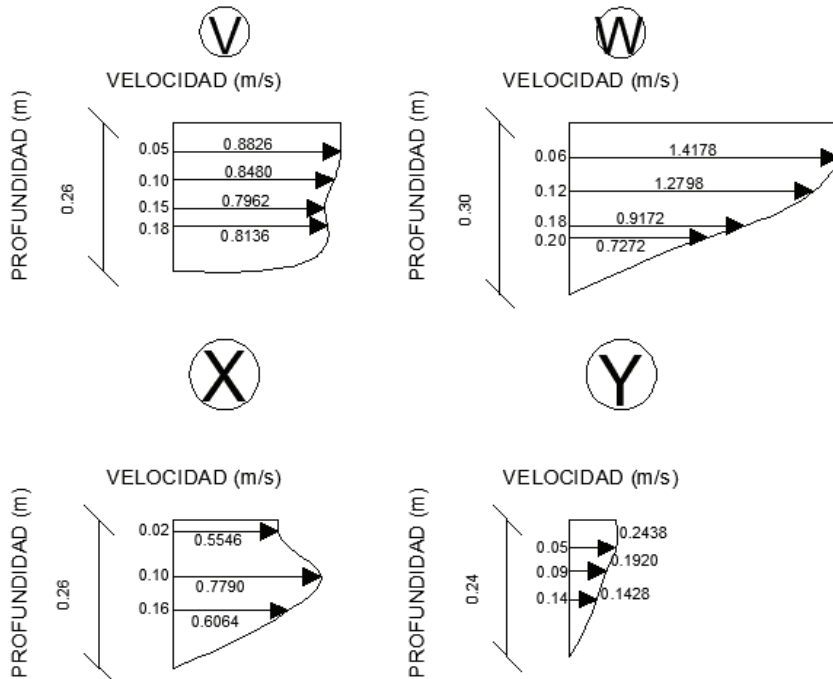 V
VELOCIDAD (m/s)
PROFUNDIDAD (m)
0.26
0.05 0.8826
0.10 0.8480
0.15 0.7962
0.18 0.8136
W
VELOCIDAD (m/s)
PROFUNDIDAD (m)
0.30
0.06 1.4178
0.12 1.2798
0.18 0.9172
0.20 0.7272
X
VELOCIDAD (m/s)
PROFUNDIDAD (m)
0.26
0.02 0.5546
0.10 0.7790
0.16 0.6064
Y
VELOCIDAD (m/s)
PROFUNDIDAD (m)
0.24
0.05 0.2438
0.09 0.1920
0.14 0.1428